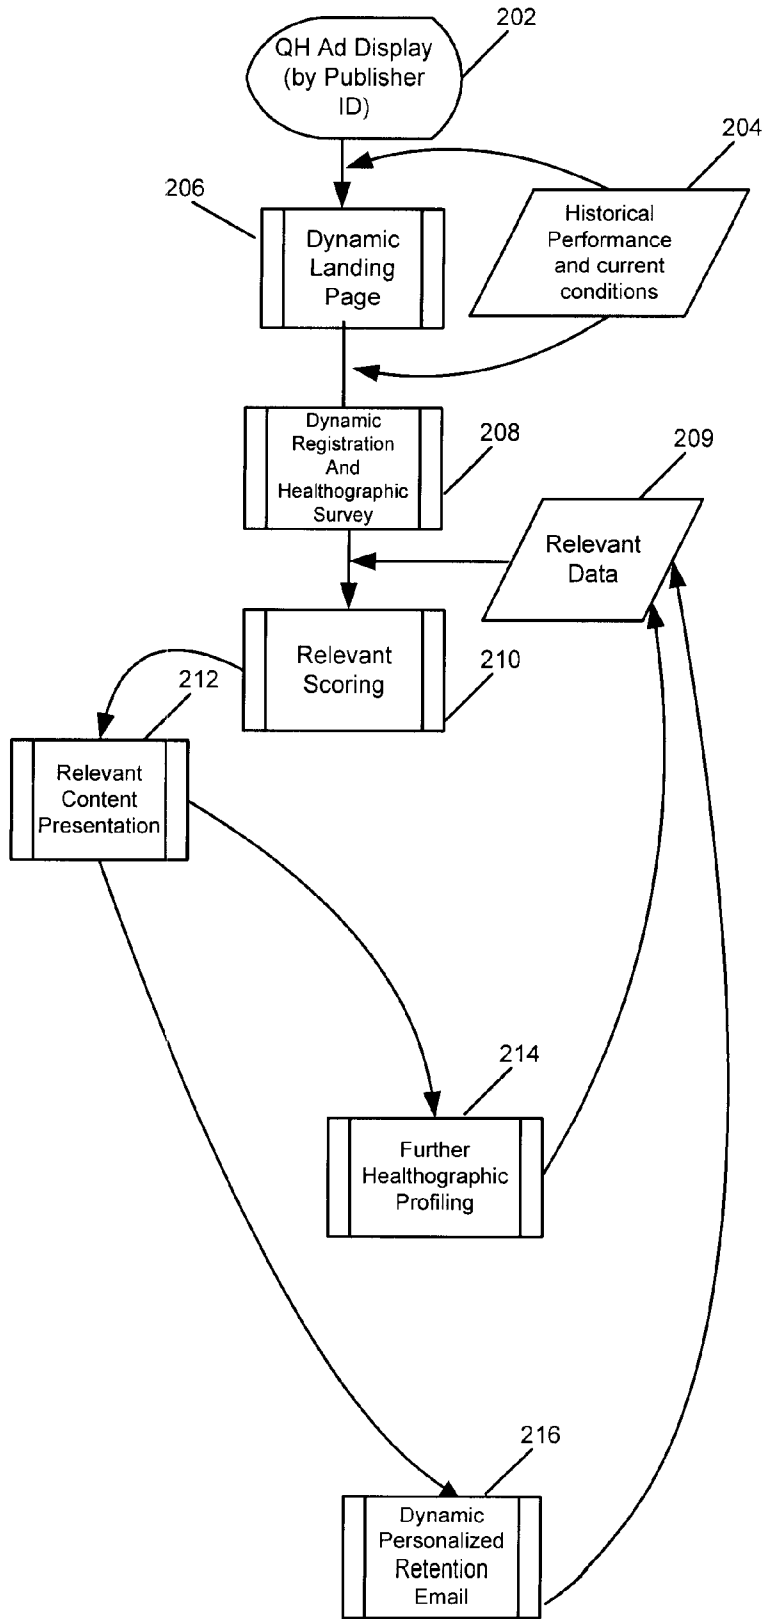 202
QH Ad Display
(by Publisher
ID)
204
206
Historical
Performance
and current
conditions
Dynamic
Landing
Page
Dynamic
Registration
And
Healthographic
Survey
208
209
Relevant
Data
Relevant
Scoring
210
212
Relevant
Content
Presentation
214
Further
Healthographic
Profiling
216
Dynamic
Personalized
Retention
Email